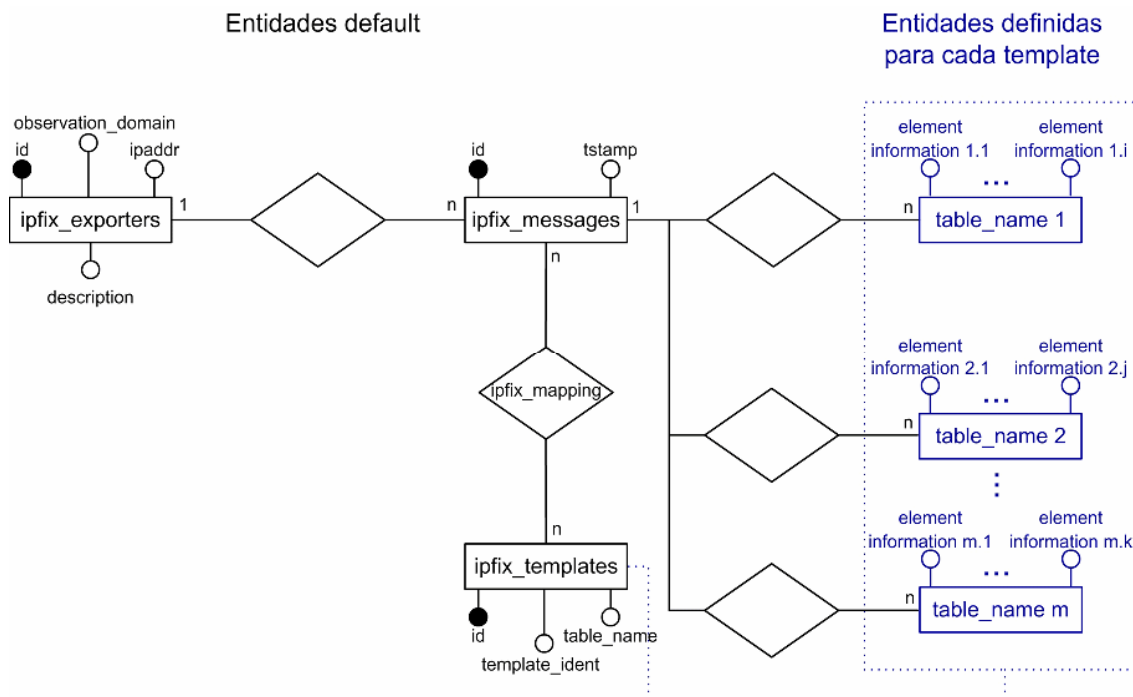 Entidades default
Entidades definidas
para cada template
observation_domain
id
ipaddr
ipfix_exporters
description
1
n
id
tstamp
ipfix_messages
1
n
element
information 1.1
element
information 1.i
...
n
table_name 1
ipfix_mapping
element
information 2.1
element
information 2.j
...
n
table_name 2
...
n
ipfix_templates
id
template_ident
table_name
element
information m.1
element
information m.k
...
n
table_name m